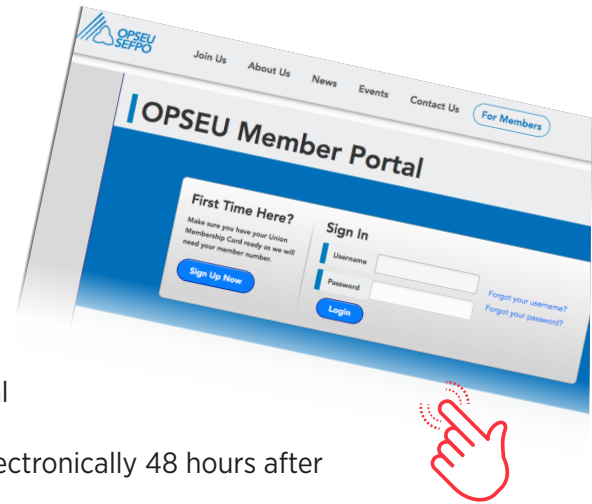 OPSEU
SEFPO
Join Us About Us News Events Contact Us For Members
OPSEU Member Portal
First Time Here?
Make sure you have your Union
Membership Card ready as we will
need your member number.
Sign Up Now
Sign In
Username
Password
Forgot your username?
Forgot your password?
Login
ectronically 48 hours after